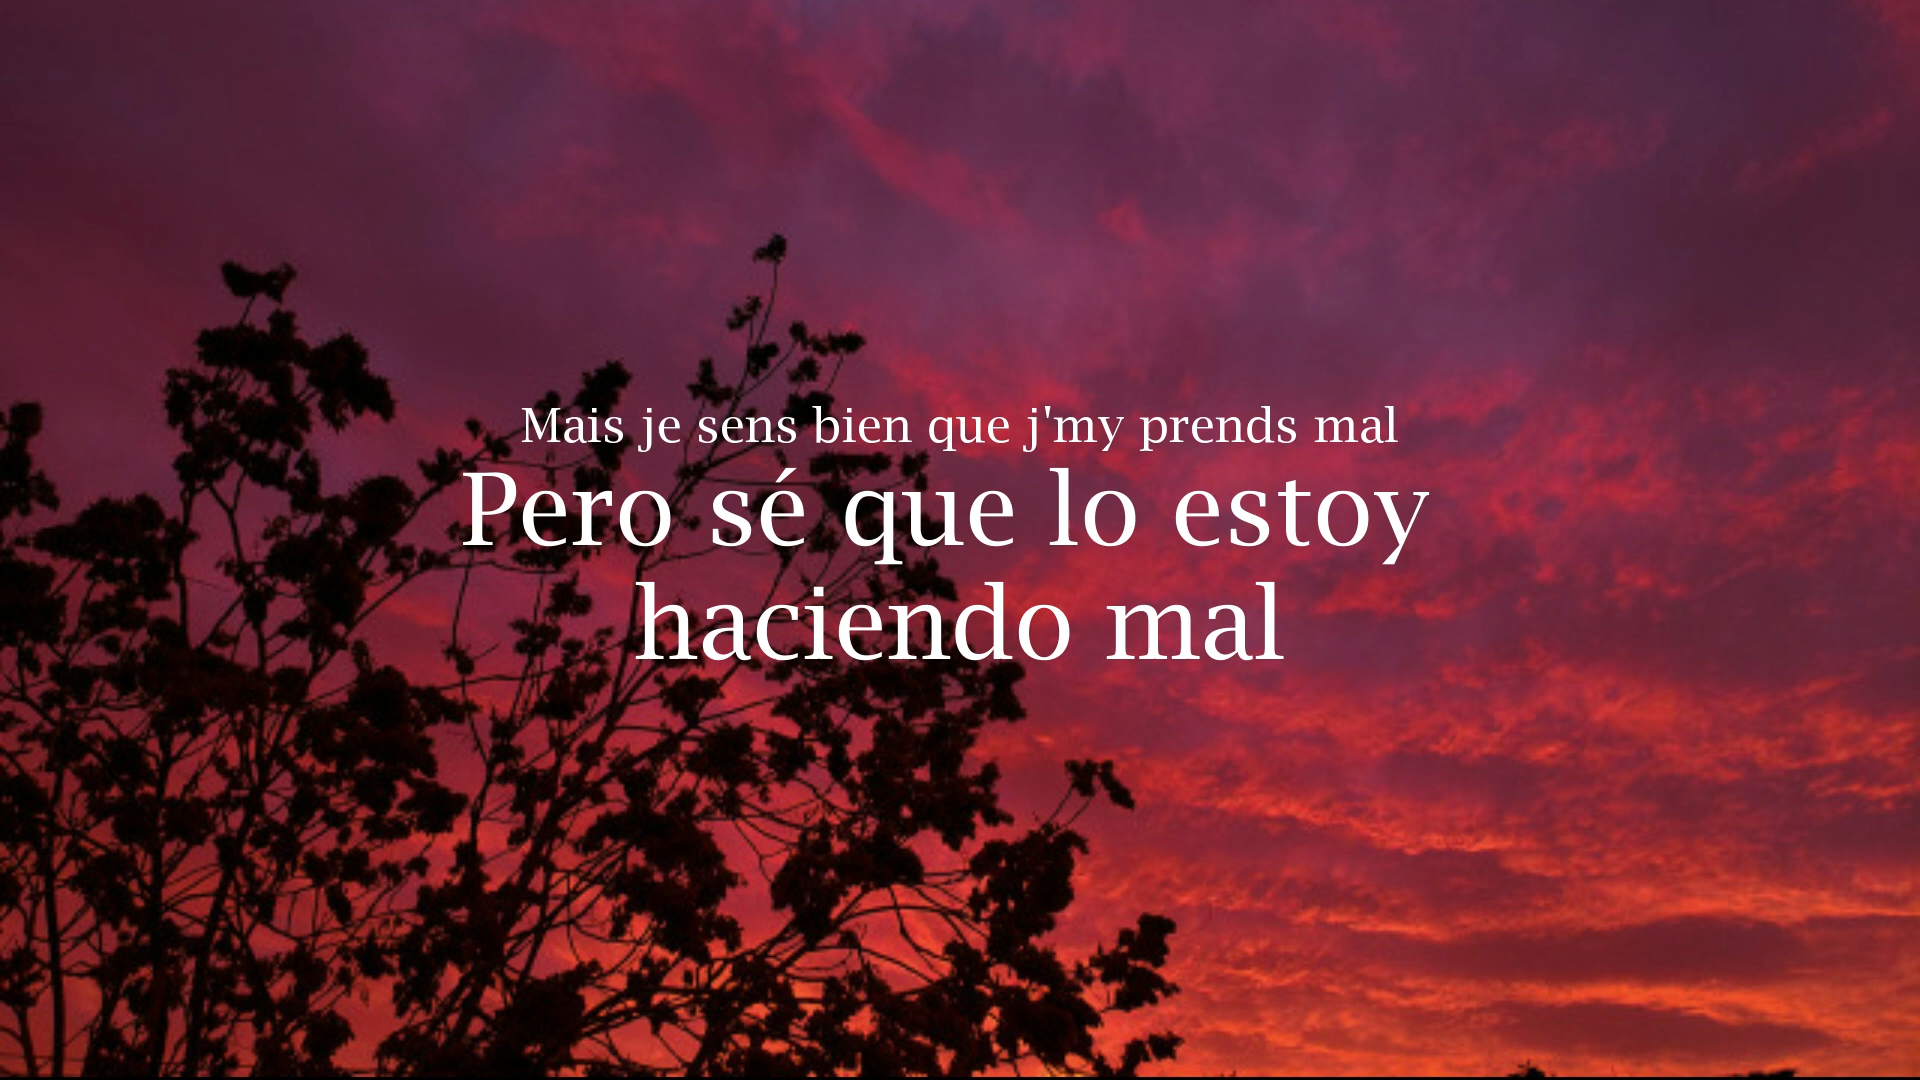 Mais je sens bien que j'my prends mal
Pero sé que lo estoy
haciendo mal